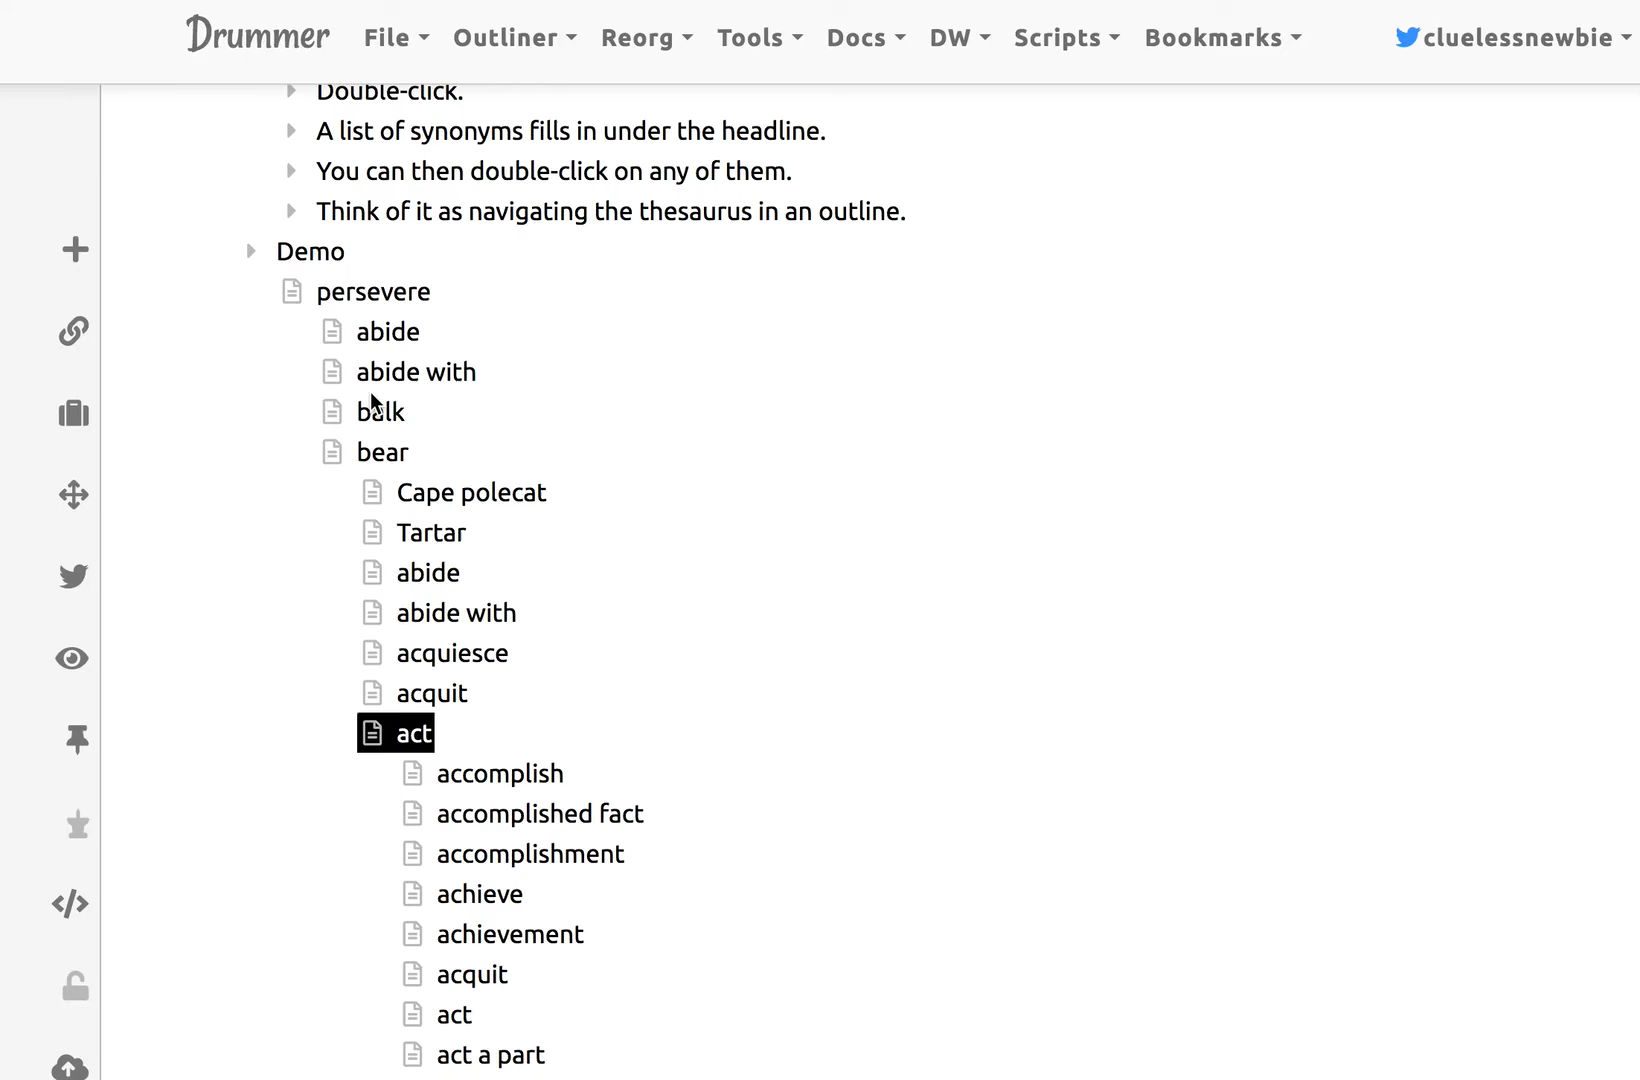 Drummer File Outliner Reorg Tools Docs DW Scripts Bookmarks cluelessnewbie
Double-click.
A list of synonyms fills in under the headline.
You can then double-click on any of them.
Think of it as navigating the thesaurus in an outline.
Demo
persevere
abide
abide with
balk
bear
Cape polecat
Tartar
abide
abide with
acquiesce
acquit
act
accomplish
accomplished fact
accomplishment
achieve
achievement
acquit
act
act a part